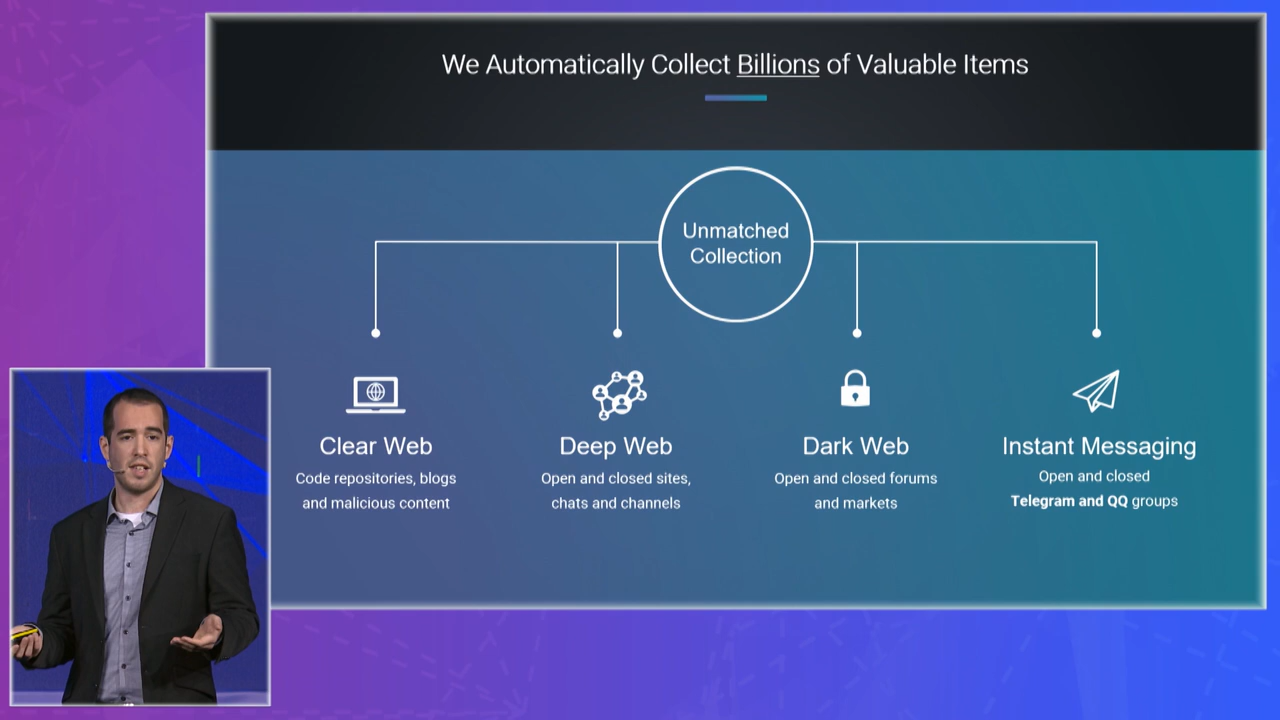 We Automatically Collect Billions of Valuable Items
Unmatched
Collection
Clear Web
Code repositories, blogs
and malicious content
Deep Web
Open and closed sites,
chats and channels
Dark Web
Open and closed forums
and markets
Instant Messaging
Open and closed
Telegram and QQ groups